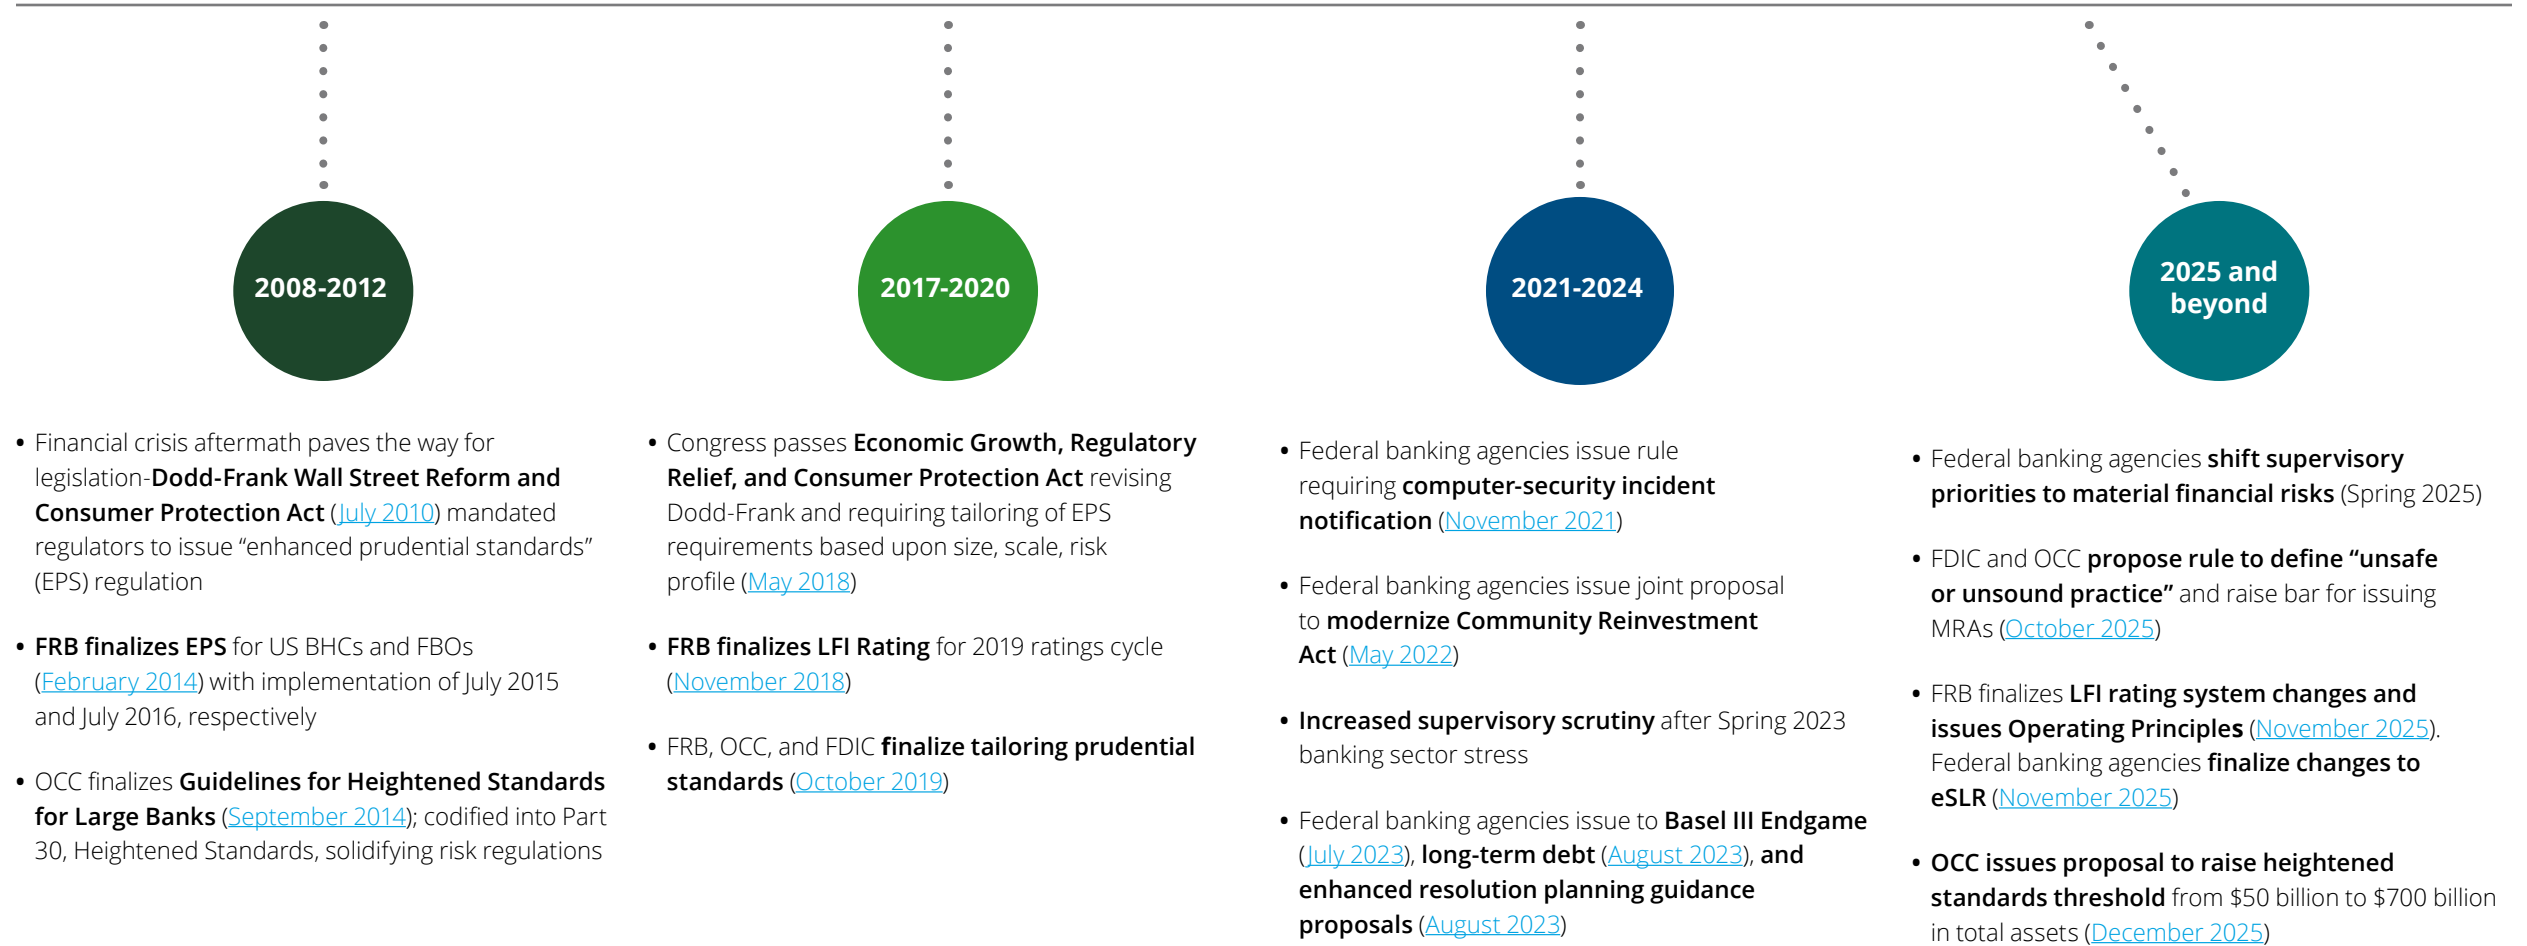 2008-2012
• Financial crisis aftermath paves the way for
legislation-Dodd-Frank Wall Street Reform and
Consumer Protection Act (July 2010) mandated
regulators to issue “enhanced prudential standards”
(EPS) regulation
• FRB finalizes EPS for US BHCs and FBOs
(February 2014) with implementation of July 2015
and July 2016, respectively
• OCC finalizes Guidelines for Heightened Standards
for Large Banks (September 2014); codified into Part
30, Heightened Standards, solidifying risk regulations
2017-2020
• Congress passes Economic Growth, Regulatory
Relief, and Consumer Protection Act revising
Dodd-Frank and requiring tailoring of EPS
requirements based upon size, scale, risk
profile (May 2018)
• FRB finalizes LFI Rating for 2019 ratings cycle
(November 2018)
• FRB, OCC, and FDIC finalize tailoring prudential
standards (October 2019)
2021-2024
• Federal banking agencies issue rule
requiring computer-security incident
notification (November 2021)
• Federal banking agencies issue joint proposal
to modernize Community Reinvestment
Act (May 2022)
• Increased supervisory scrutiny after Spring 2023
banking sector stress
• Federal banking agencies issue to Basel III Endgame
(July 2023), long-term debt (August 2023), and
enhanced resolution planning guidance
proposals (August 2023)
2025 and
beyond
• Federal banking agencies shift supervisory
priorities to material financial risks (Spring 2025)
• FDIC and OCC propose rule to define “unsafe
or unsound practice” and raise bar for issuing
MRAs (October 2025)
• FRB finalizes LFI rating system changes and
issues Operating Principles (November 2025).
Federal banking agencies finalize changes to
eSLR (November 2025)
• OCC issues proposal to raise heightened
standards threshold from $50 billion to $700 billion
in total assets (December 2025)